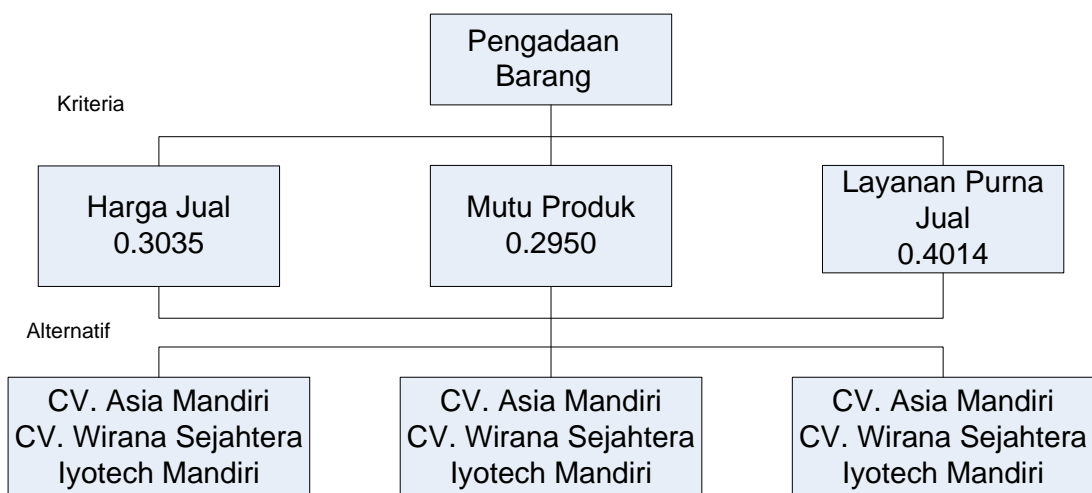 Pengadaan
Barang
Kriteria
Harga Jual
0.3035
Mutu Produk
0.2950
Layanan Purna
Jual
0.4014
Alternatif
CV. Asia Mandiri
CV. Wirana Sejahtera
Iyotech Mandiri
CV. Asia Mandiri
CV. Wirana Sejahtera
Iyotech Mandiri
CV. Asia Mandiri
CV. Wirana Sejahtera
Iyotech Mandiri